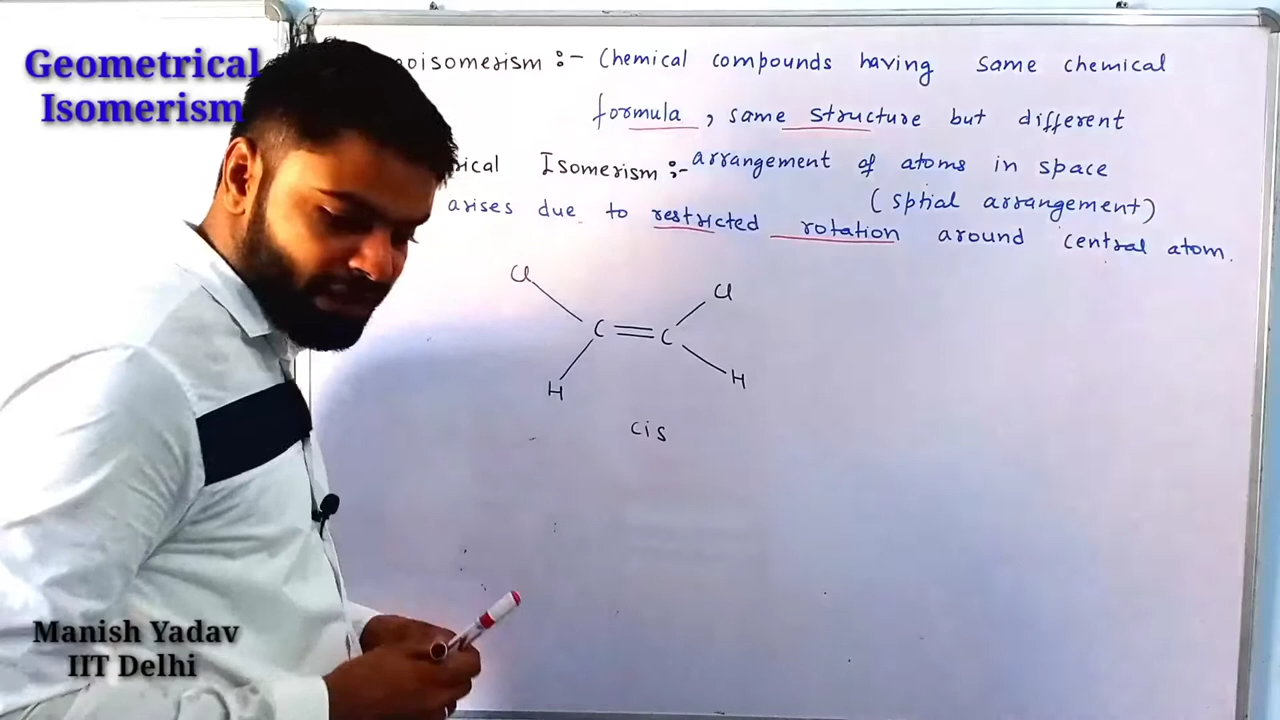 Geometrical
Isomerism
oisomerism :- Chemical compounds having same chemical
formula, same structure but different
ical Isomerism :- arrangement of atoms in space
(sptial arrangement)
arises due to restricted rotation around central atom.
Cl Cl
C=C
H H
cis
Manish Yadav
IIT Delhi